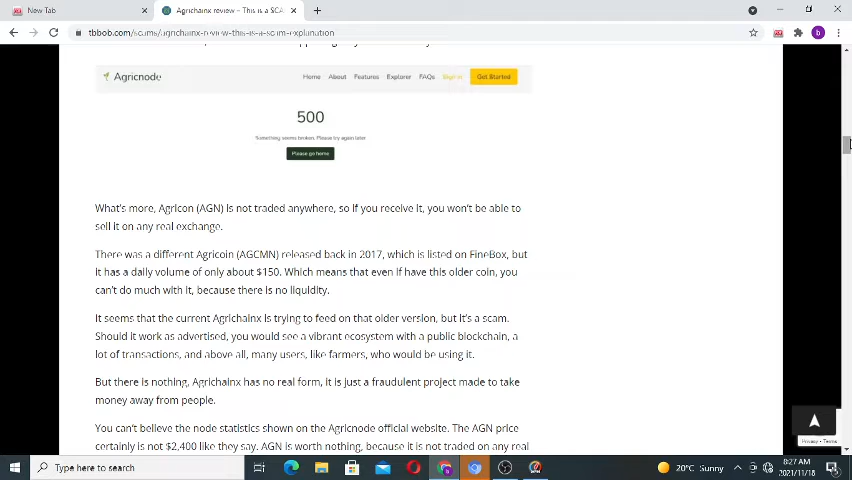 New Tab
Agrichainx review - This is a SCA
tbbob.com/scams/agrichainx-review-this-is-a-scam-explanation
b
Agricnode
Home About Features Explorer FAQs Sign in Get Started
500
Something seems broken. Please try again later.
Please go home
What's more, Agricon (AGN) is not traded anywhere, so if you receive it, you won't be able to
sell it on any real exchange.
There was a different Agricoin (AGCMN) released back in 2017, which is listed on FineBox, but
it has a daily volume of only about $150. Which means that even if have this older coin, you
can't do much with it, because there is no liquidity.
It seems that the current Agrichainx is trying to feed on that older version, but it's a scam.
Should it work as advertised, you would see a vibrant ecosystem with a public blockchain, a
lot of transactions, and above all, many users, like farmers, who would be using it.
But there is nothing, Agrichainx has no real form, it is just a fraudulent project made to take
money away from people.
You can't believe the node statistics shown on the Agricnode official website. The AGN price
certainly is not $2,400 like they say. AGN is worth nothing, because it is not traded on any real
Privacy - Terms
Type here to search
20°C Sunny
8:27 AM
2021/11/18